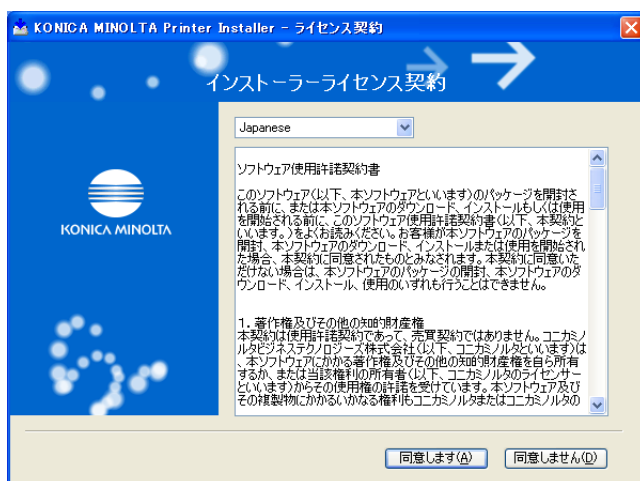 KONICA MINOLTA Printer Installer - ライセンス契約
インストーラーライセンス契約
Japanese
KONICA MINOLTA
ソフトウェア使用許諾契約書
このソフトウェア（以下、本ソフトウェアといいます）のパッケージを開封さ
れる前に、または本ソフトウェアのダウンロード、インストールもしくは使用
を開始される前に、このソフトウェア使用許諾契約書（以下、本契約と
いいます。）をよくお読みください。お客様が本ソフトウェアのパッケージを
開封、本ソフトウェアのダウンロード、インストールまたは使用を開始され
た場合、本契約に同意されたものとみなされます。本契約に同意いた
だけない場合は、本ソフトウェアのパッケージの開封、本ソフトウェアのダ
ウンロード、インストール、使用のいずれも行うことはできません。
1. 著作権及びその他の知的財産権
本契約は使用許諾契約であって、売買契約ではありません。コニカミ
ノルタビジネステクノロジーズ株式会社（以下、コニカミノルタといいます）は
、本ソフトウェアにかかる著作権及びその他の知的財産権を自ら所有
するか、または当該権利の所有者（以下、コニカミノルタのライセンサー
といいます）からその使用権の許諾を受けています。本ソフトウェア及び
その複製物にかかるいかなる権利もコニカミノルタまたはコニカミノルタの
同意します(A)
同意しません(D)